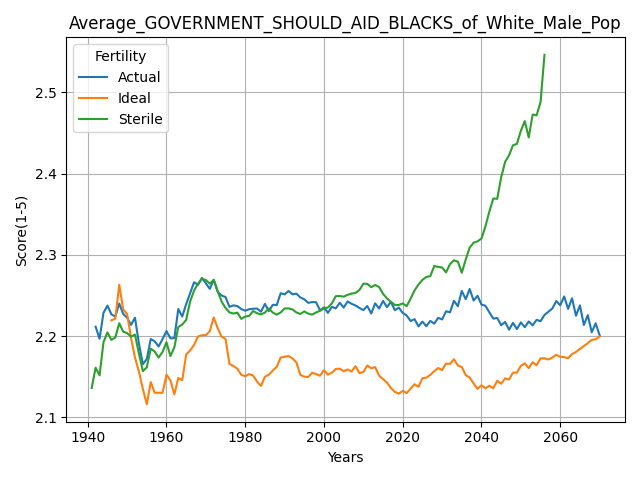 Average_GOVERNMENT_SHOULD_AID_BLACKS_of_White_Male_Pop
Fertility
Actual
Ideal
Sterile
2.5
2.4
2.3
2.2
2.1
Score(1-5)
1940 1960 1980 2000 2020 2040 2060
Years